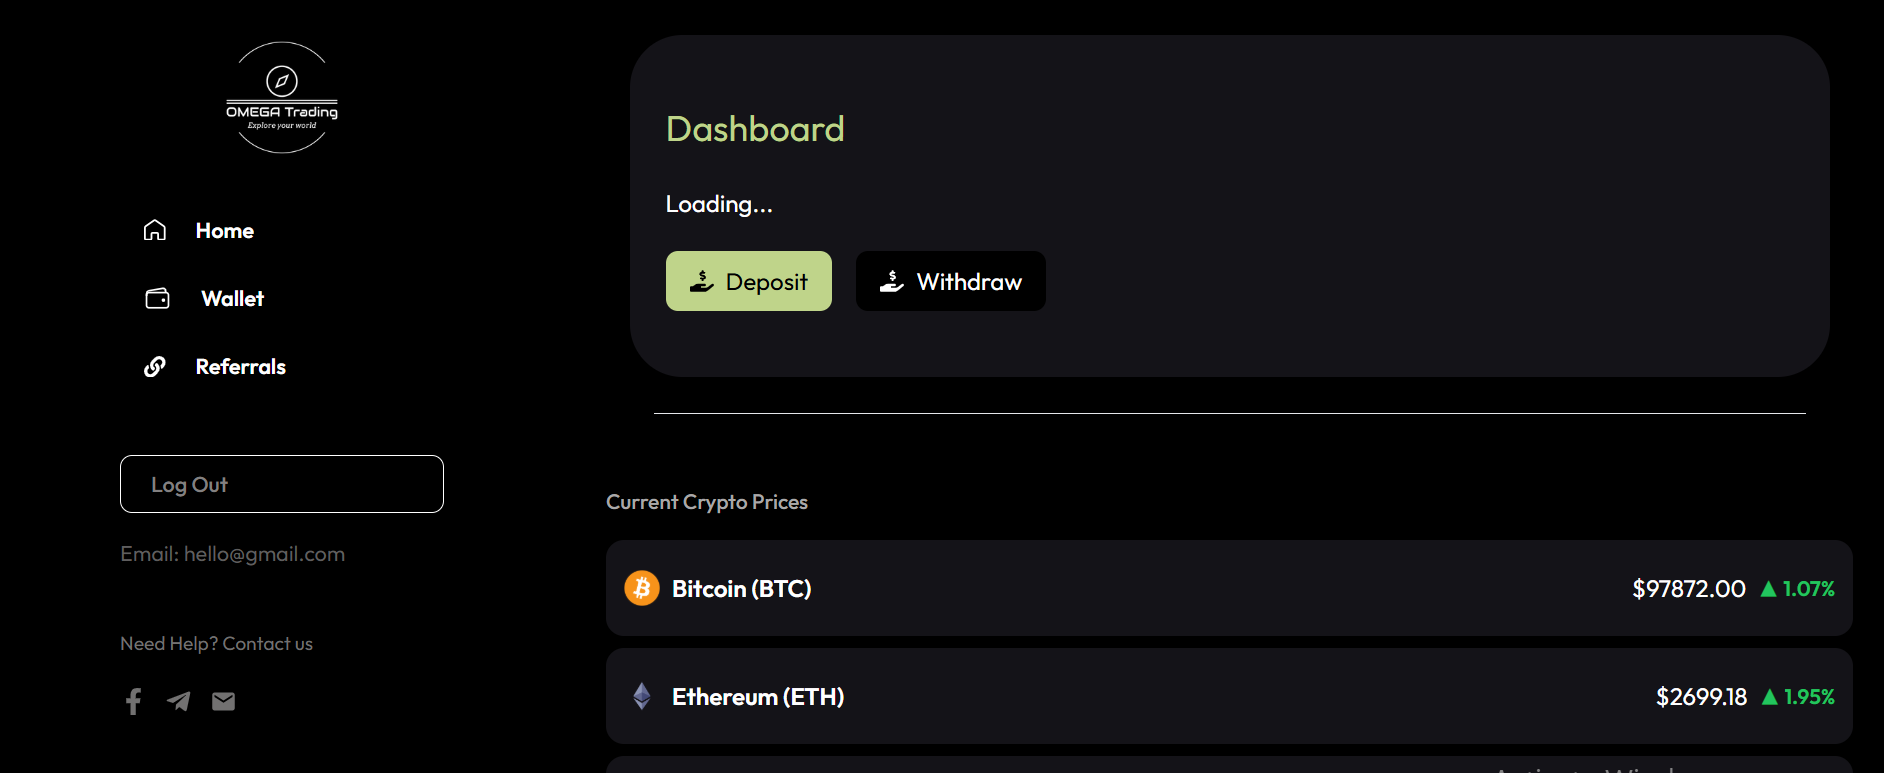 OMEGA Trading
Explore your world
Home
Wallet
Referrals
Log Out
Email: hello@gmail.com
Need Help? Contact us
Dashboard
Loading...
Deposit
Withdraw
Current Crypto Prices
Bitcoin (BTC)
$97872.00 ▲ 1.07%
Ethereum (ETH)
$2699.18 ▲ 1.95%